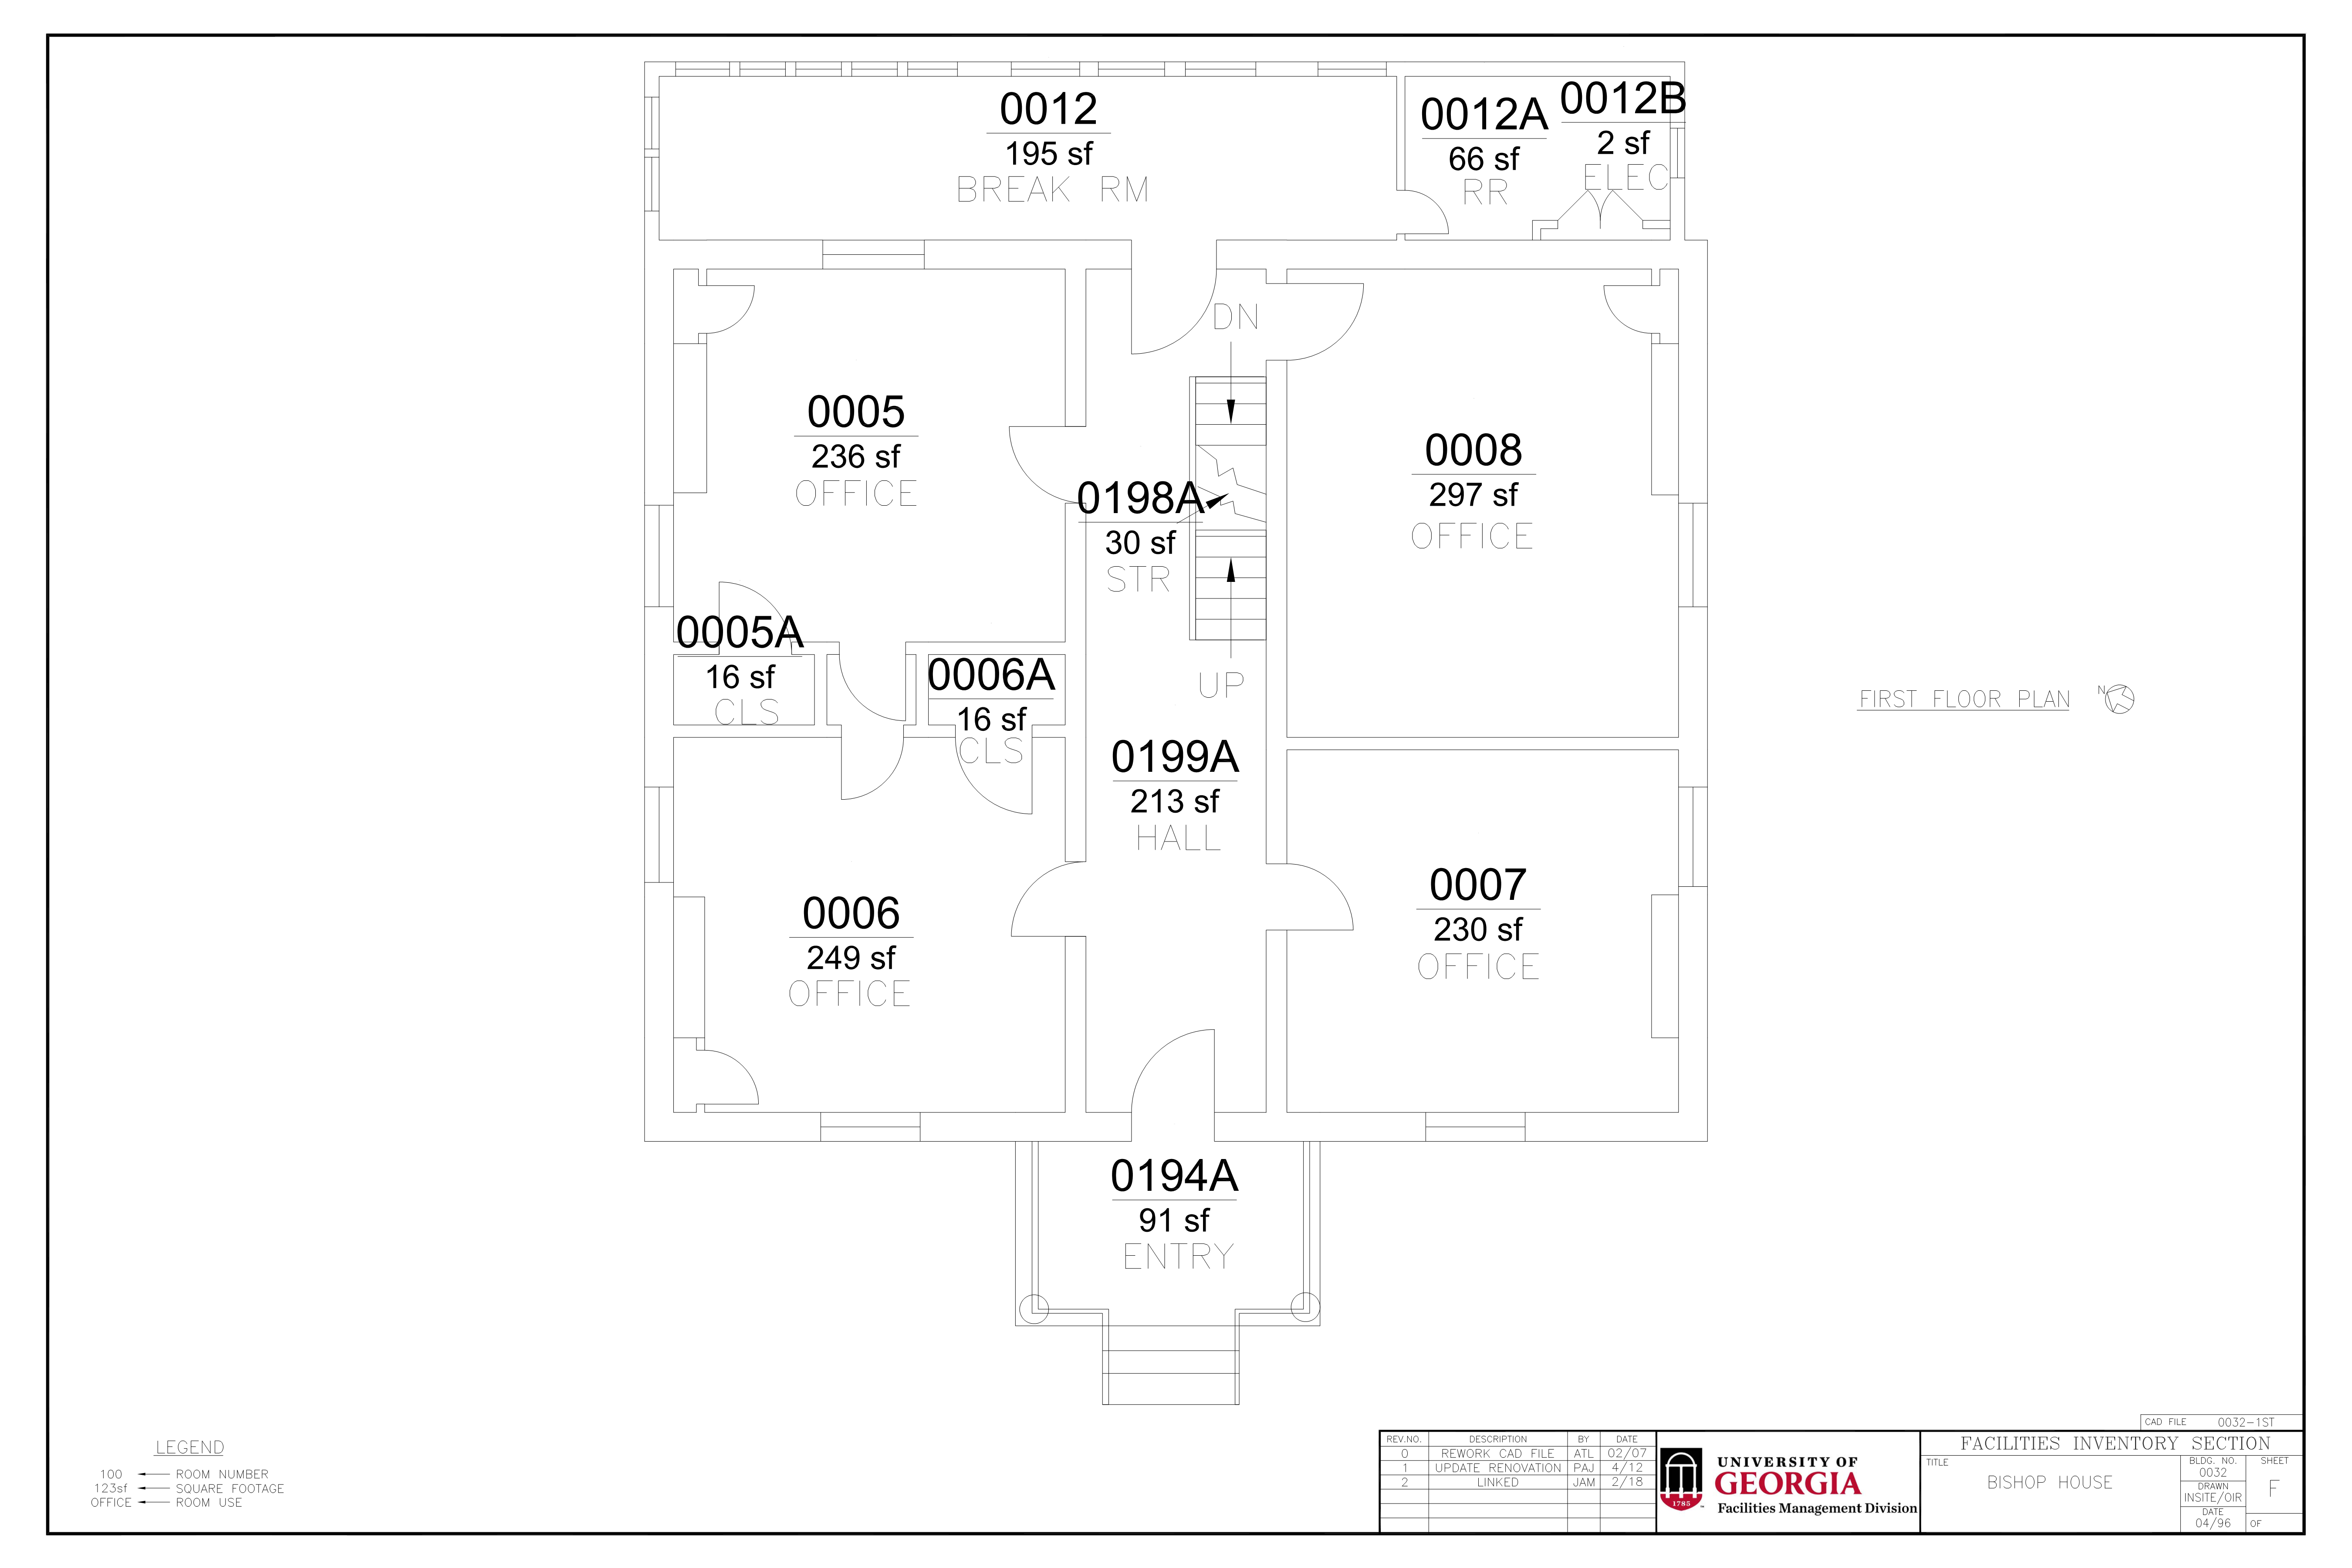 0012
195 sf
BREAK RM
0012A
66 sf
RR
0012B
2 sf
ELEC
DN
0005
236 sf
OFFICE
0008
297 sf
OFFICE
0198A
30 sf
STR
0005A
16 sf
CLS
0006A
16 sf
CLS
UP
FIRST FLOOR PLAN N
0199A
213 sf
HALL
0006
249 sf
OFFICE
0007
230 sf
OFFICE
0194A
91 sf
ENTRY
LEGEND
100 ROOM NUMBER
123sf SQUARE FOOTAGE
OFFICE ROOM USE
REV.NO. DESCRIPTION BY DATE
0 REWORK CAD FILE ATL 02/07
1 UPDATE RENOVATION PAJ 4/12
2 LINKED JAM 2/18
1785
UNIVERSITY OF
GEORGIA
Facilities Management Division
CAD FILE 0032-1ST
FACILITIES INVENTORY SECTION
TITLE
BISHOP HOUSE
BLDG. NO.
0032
DRAWN
INSITE/OIR
DATE
04/96
SHEET
F
OF